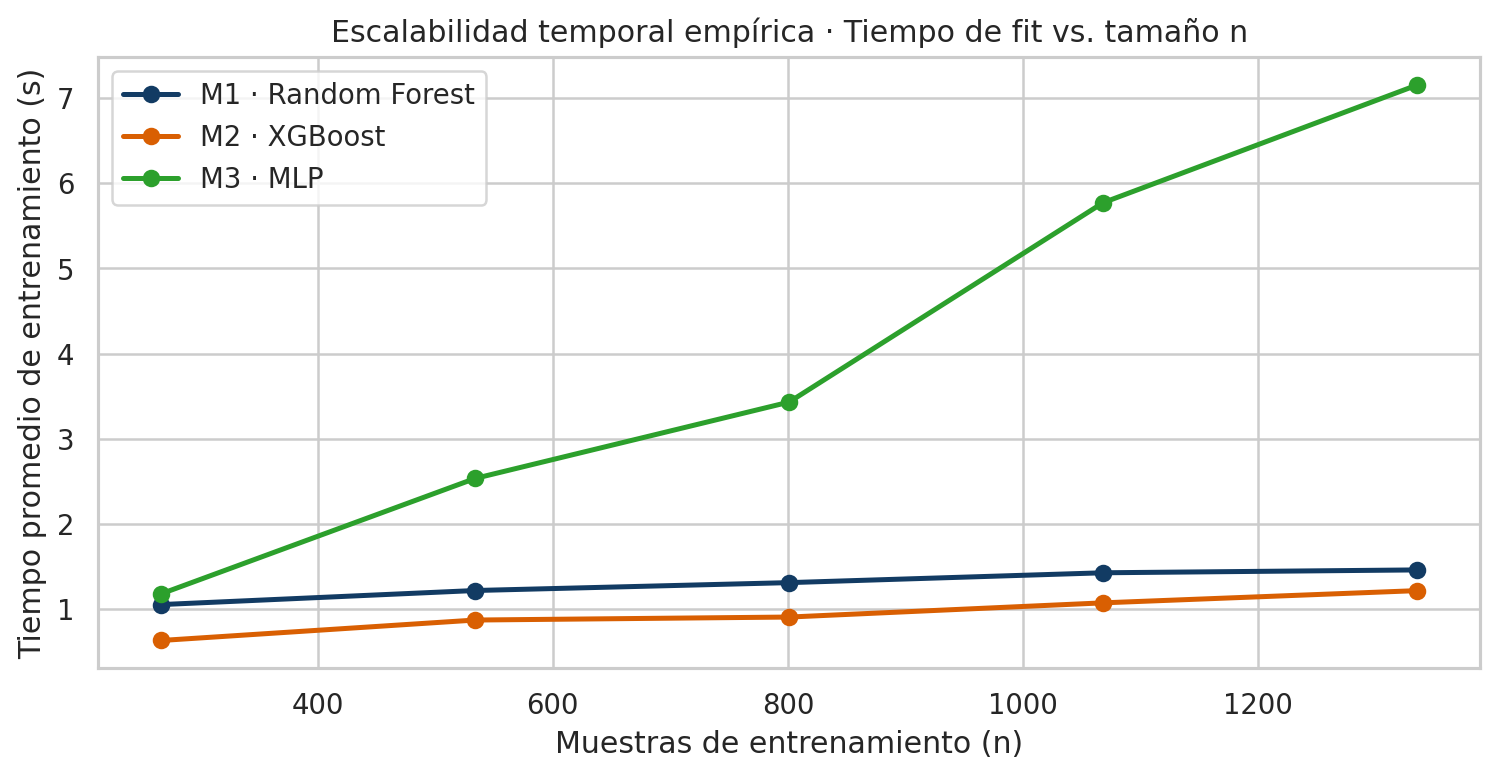 Escalabilidad temporal empírica · Tiempo de fit vs. tamaño n
M1 · Random Forest
M2 · XGBoost
M3 · MLP
Tiempo promedio de entrenamiento (s)
7
6
5
4
3
2
1
400
600
800
1000
1200
Muestras de entrenamiento (n)